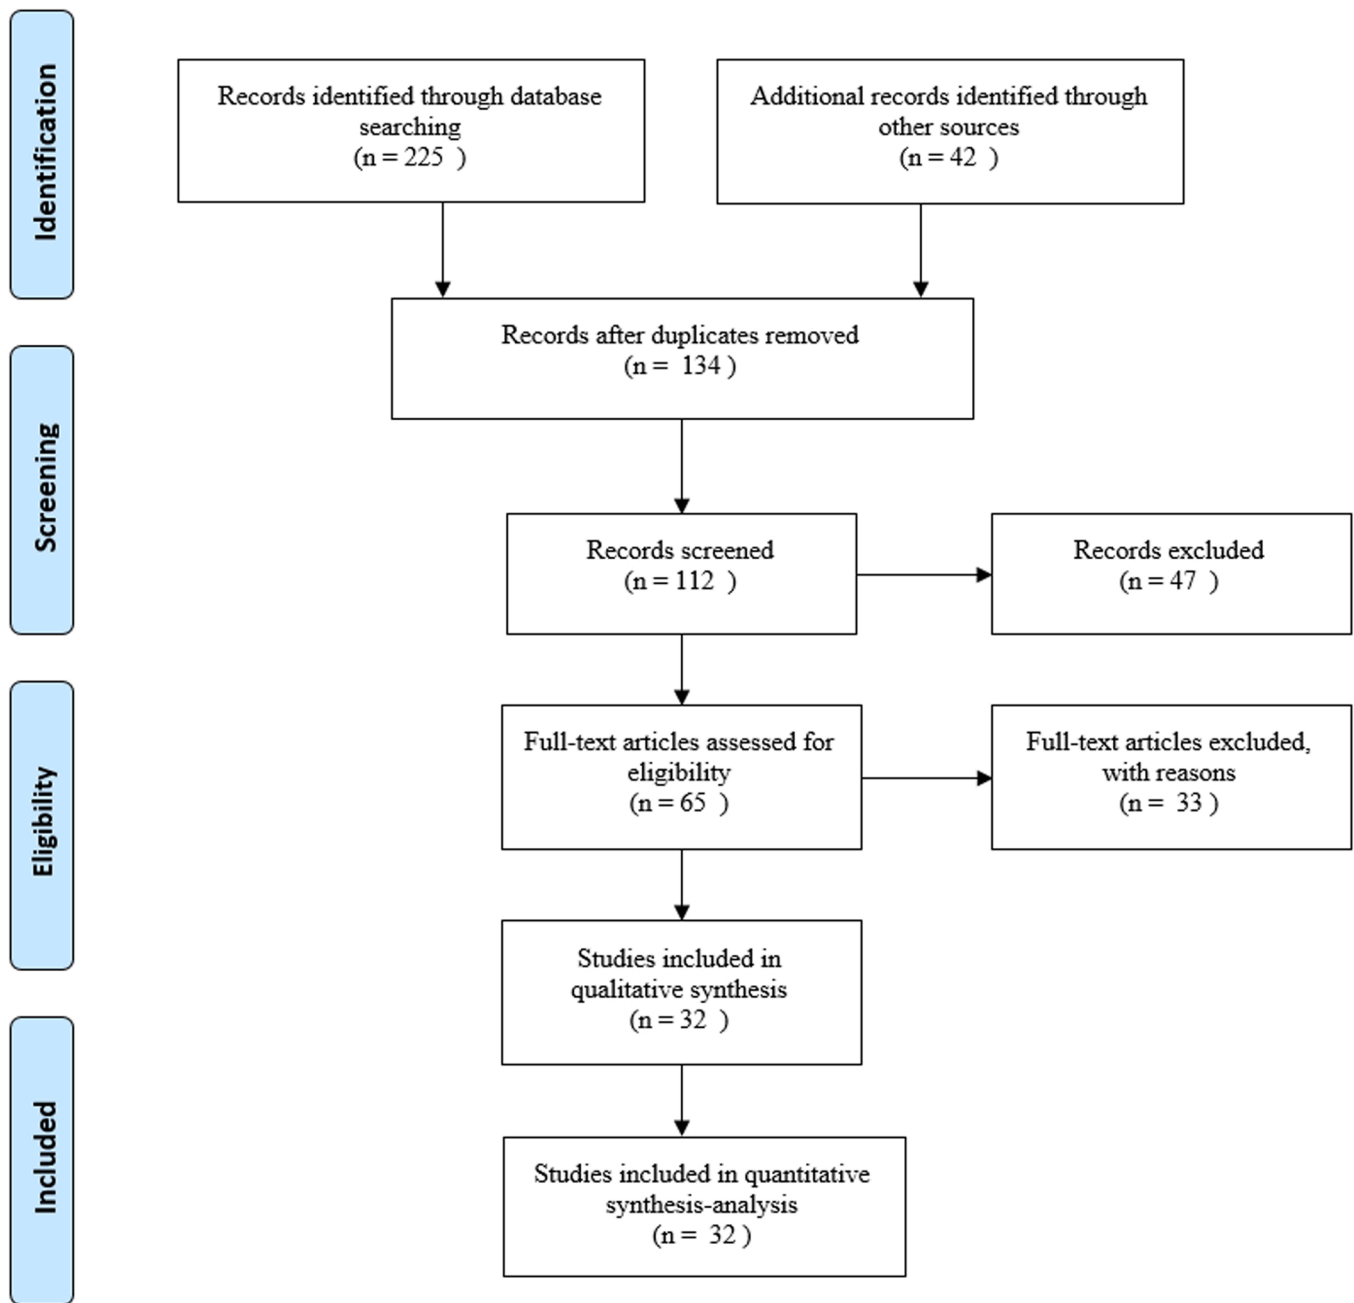 Identification
Records identified through database
searching
(n = 225  )
Additional records identified through
other sources
(n = 42  )
Records after duplicates removed
(n =  134 )
Screening
Records screened
(n = 112  )
Records excluded
(n = 47  )
Eligibility
Full-text articles assessed for
eligibility
(n = 65  )
Full-text articles excluded,
with reasons
(n =  33 )
Studies included in
qualitative synthesis
(n = 32  )
Included
Studies included in quantitative
synthesis-analysis
(n =  32 )